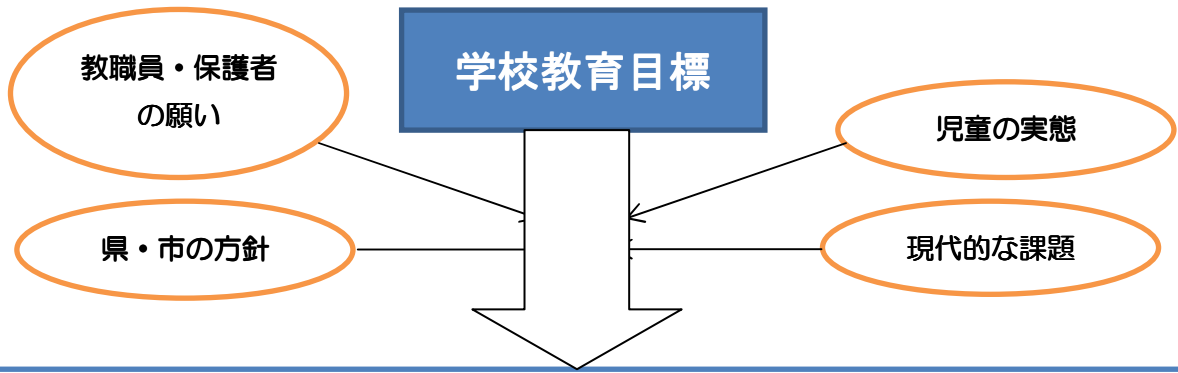 教職員・保護者
の願い
学校教育目標
児童の実態
県・市の方針
現代的な課題